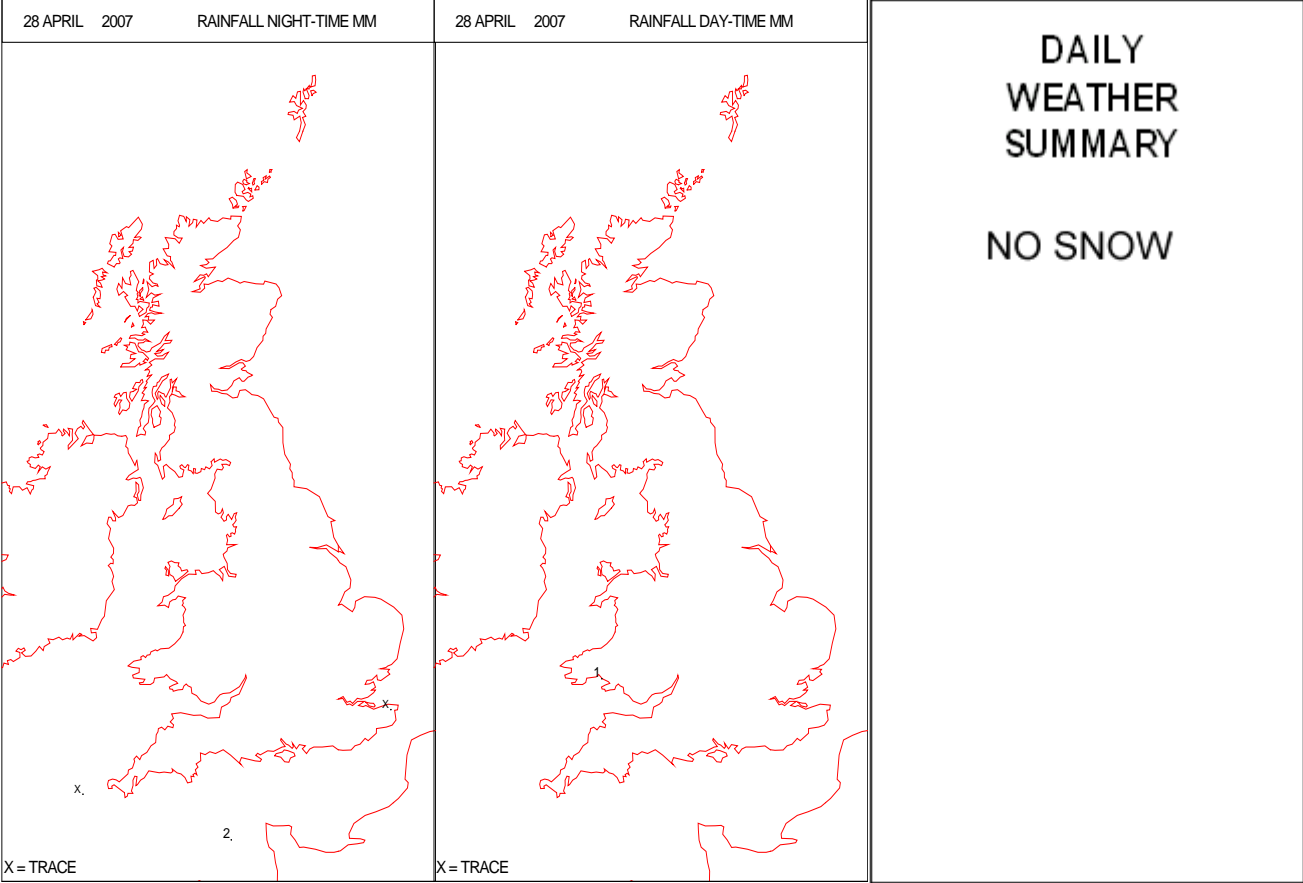 28 APRIL 2007 RAINFALL NIGHT-TIME MM
X.
X.
2.
X = TRACE
28 APRIL 2007 RAINFALL DAY-TIME MM
1.
X = TRACE
DAILY
WEATHER
SUMMARY
NO SNOW